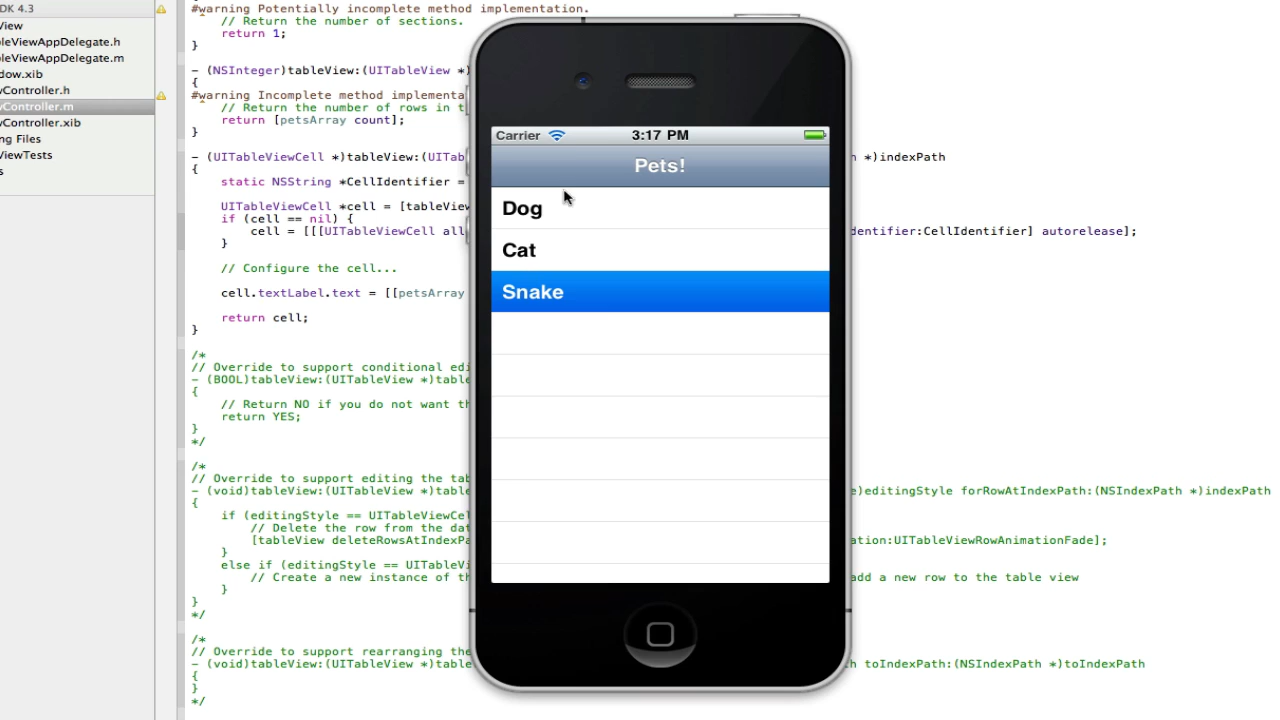 DK 4.3
View
bleViewAppDelegate.h
bleViewAppDelegate.m
dow.xib
wController.h
wController.m
wController.xib
ng Files
ViewTests
s
#warning Potentially incomplete method implementation.
// Return the number of sections.
return 1;
}
- (NSInteger)tableView:(UITableView *)
{
#warning Incomplete method implementa
// Return the number of rows in t
return [petsArray count];
}
- (UITableViewCell *)tableView:(UITab
h *)indexPath
{
static NSString *CellIdentifier =
UITableViewCell *cell = [tableView
if (cell == nil) {
cell = [[[UITableViewCell all
dentifier:CellIdentifier] autorelease];
}
// Configure the cell...
cell.textLabel.text = [[petsArray
return cell;
}
/*
// Override to support conditional edi
- (BOOL)tableView:(UITableView *)table
{
// Return NO if you do not want th
return YES;
}
*/
/*
// Override to support editing the tab
- (void)tableView:(UITableView *)table
e)editingStyle forRowAtIndexPath:(NSIndexPath *)indexPath
{
if (editingStyle == UITableViewCel
// Delete the row from the dat
[tableView deleteRowsAtIndexPa
ation:UITableViewRowAnimationFade];
}
else if (editingStyle == UITableVi
// Create a new instance of th
add a new row to the table view
}
}
*/
/*
// Override to support rearranging the
- (void)tableView:(UITableView *)table
h toIndexPath:(NSIndexPath *)toIndexPath
{
}
*/
Carrier
3:17 PM
Pets!
Dog
Cat
Snake